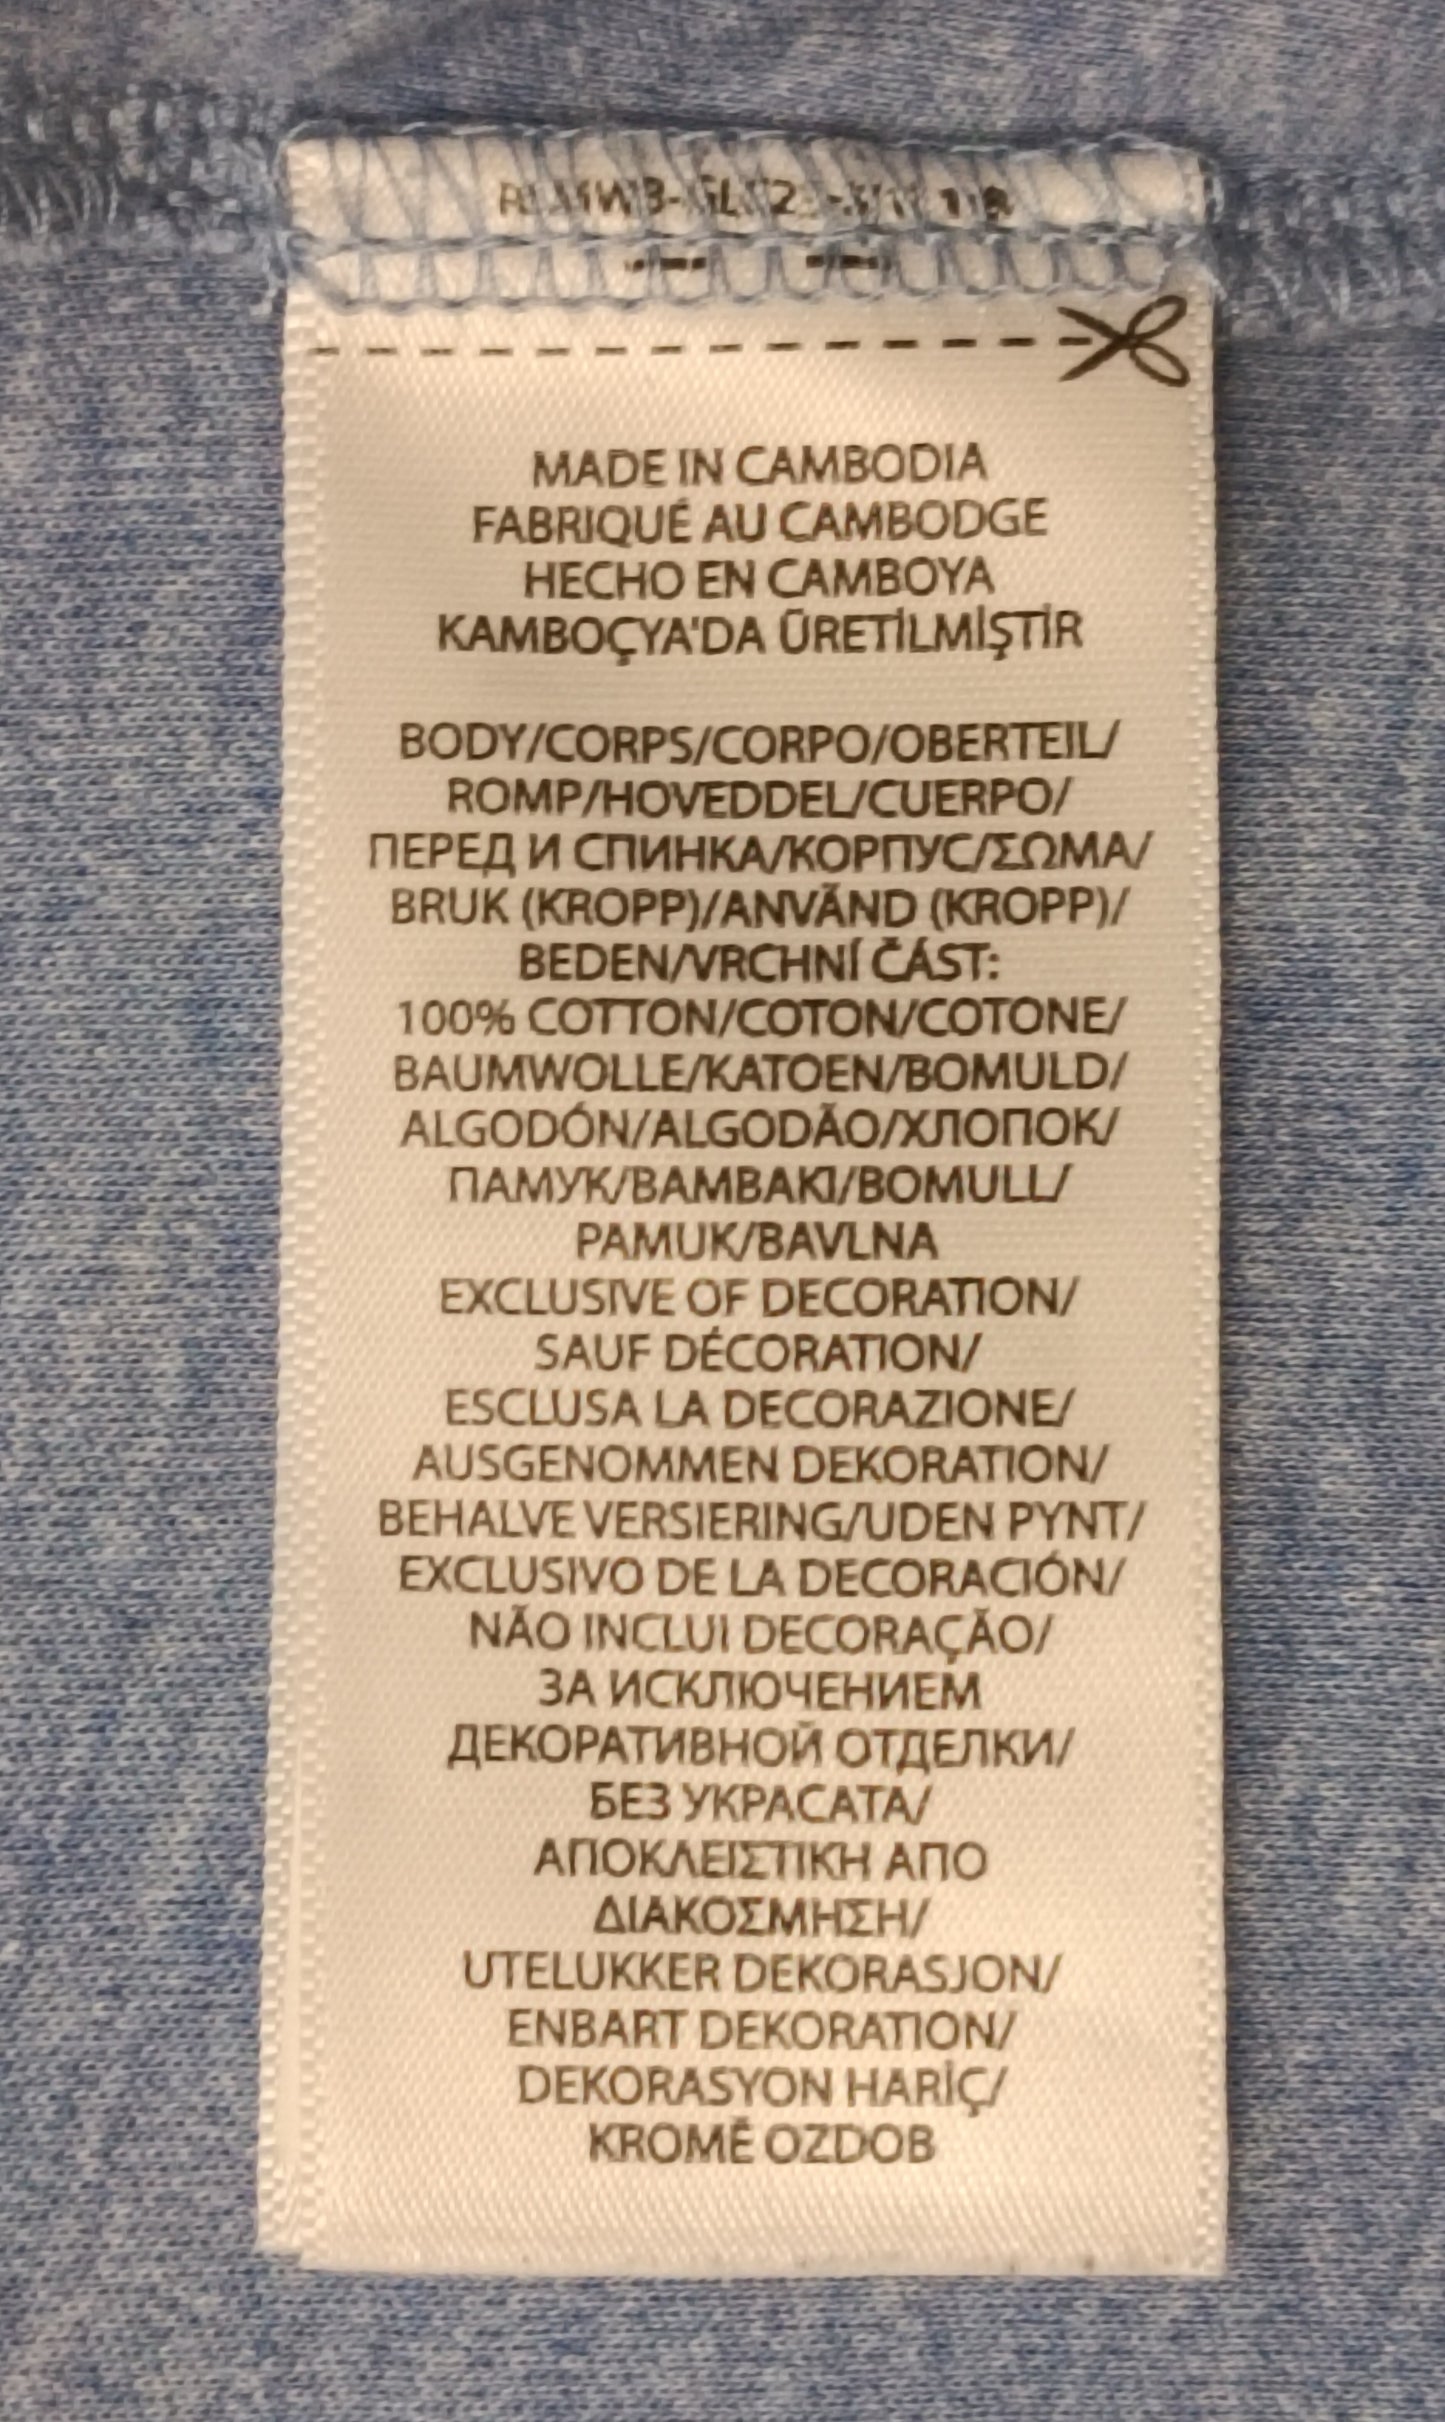 MADE IN CAMBODIA
FABRIQUÉ AU CAMBODGE
HECHO EN CAMBOYA
KAMBOÇYA'DA ÜRETİLMİŞTİR
BODY/CORPS/CORPO/OBERTEIL/
ROMP/HOVEDDEL/CUERPO/
ПЕРЕД И СПИНКА/КОРПУС/ΣΩΜΑ/
BRUK (KROPP)/ANVÄND (KROPP)/
BEDEN/VRCHNÍ ČÁST:
100% COTTON/COTON/COTONE/
BAUMWOLLE/KATOEN/BOMULD/
ALGODÓN/ALGODÃO/ХЛОПОК/
ПАМУК/ΒΑΜΒΑΚΙ/BOMULL/
PAMUK/BAVLNA
EXCLUSIVE OF DECORATION/
SAUF DÉCORATION/
ESCLUSA LA DECORAZIONE/
AUSGENOMMEN DEKORATION/
BEHALVE VERSIERING/UDEN PYNT/
EXCLUSIVO DE LA DECORACIÓN/
NÃO INCLUI DECORAÇÃO/
ЗА ИСКЛЮЧЕНИЕМ
ДЕКОРАТИВНОЙ ОТДЕЛКИ/
БЕЗ УКРАСАТА/
ΑΠΟΚΛΕΙΣΤΙΚΗ ΑΠΟ
ΔΙΑΚΟΣΜΗΣΗ/
UTELUKKER DEKORASJON/
ENBART DEKORATION/
DEKORASYON HARİÇ/
KROMĚ OZDOB